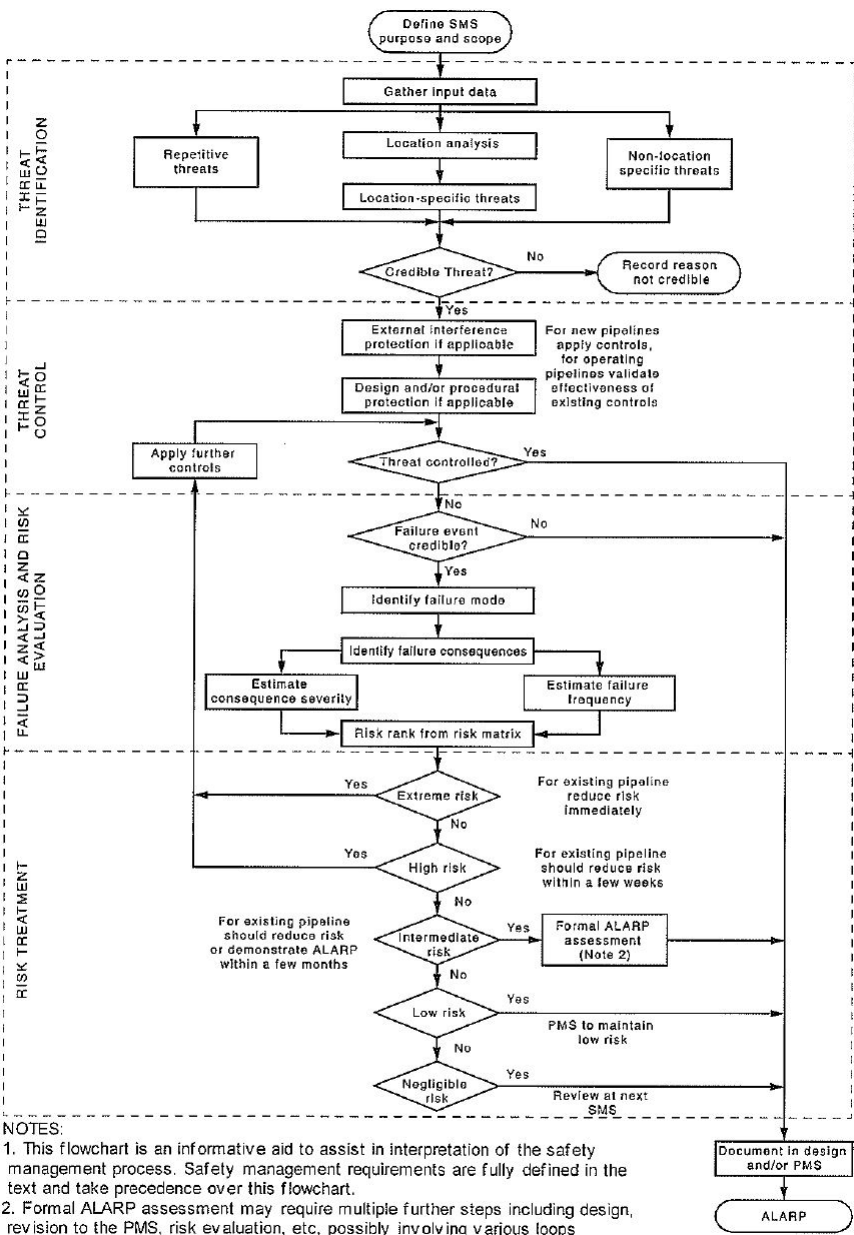 Define SMS
purpose and scope
THREAT
IDENTIFICATION
Gather input data
Repetitive
threats
Location analysis
Non-location
specific threats
Location-specific threats
Credible Threat?
No
Record reason
not credible
Yes
THREAT
CONTROL
External interference
protection if applicable
For new pipelines
apply controls,
for operating
pipelines validate
effectiveness of
existing controls
Design and/or procedural
protection if applicable
Apply further
controls
Threat controlled?
Yes
No
FAILURE ANALYSIS AND RISK
EVALUATION
Failure event
credible?
No
Yes
Identify failure mode
Identify failure consequences
Estimate
consequence severity
Estimate failure
frequency
Risk rank from risk matrix
RISK TREATMENT
Yes
Extreme risk
For existing pipeline
reduce risk
immediately
No
Yes
High risk
For existing pipeline
should reduce risk
within a few weeks
No
For existing pipeline
should reduce risk
or demonstrate ALARP
within a few months
Intermediate
risk
Yes
Formal ALARP
assessment
(Note 2)
No
Low risk
Yes
PMS to maintain
low risk
No
Negligible
risk
Yes
Review at next
SMS
NOTES:
1. This flowchart is an informative aid to assist in interpretation of the safety
management process. Safety management requirements are fully defined in the
text and take precedence over this flowchart.
2. Formal ALARP assessment may require multiple further steps including design,
revision to the PMS, risk evaluation, etc, possibly involving various loops
Document in design
and/or PMS
ALARP